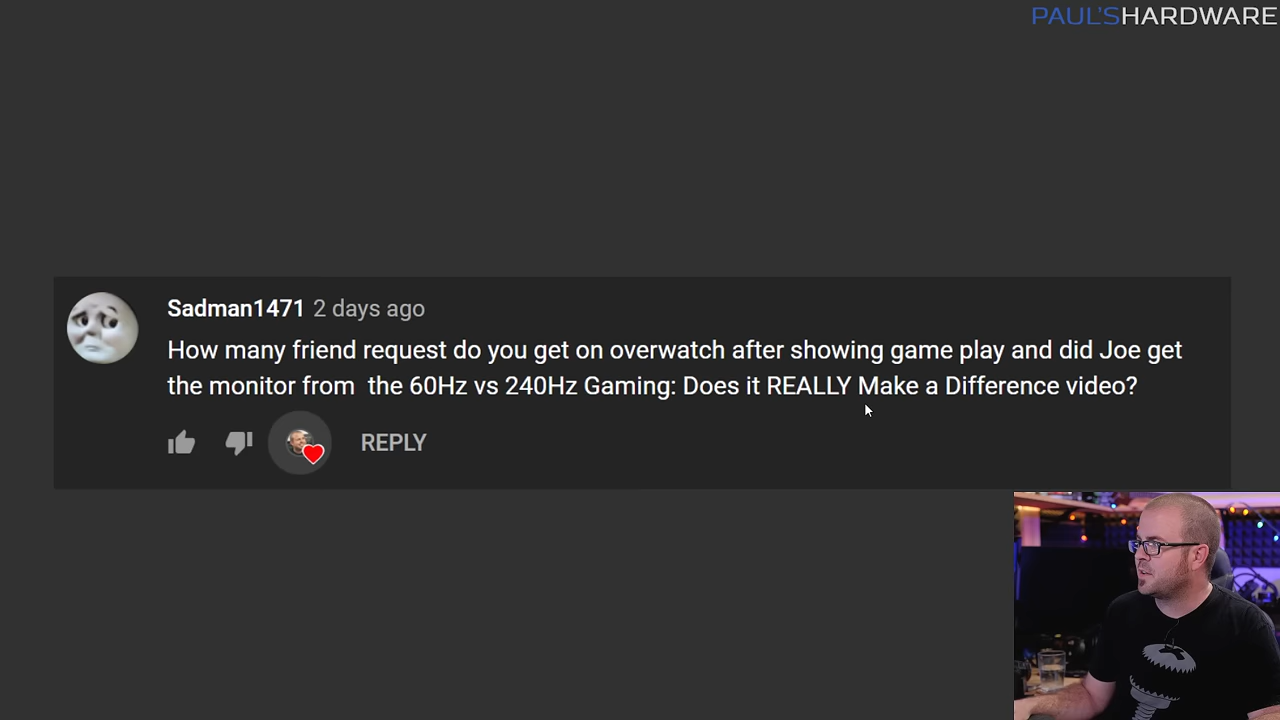 PAUL'SHARDWARE
Sadman1471 2 days ago
How many friend request do you get on overwatch after showing game play and did Joe get
the monitor from  the 60Hz vs 240Hz Gaming: Does it REALLY Make a Difference video?
REPLY